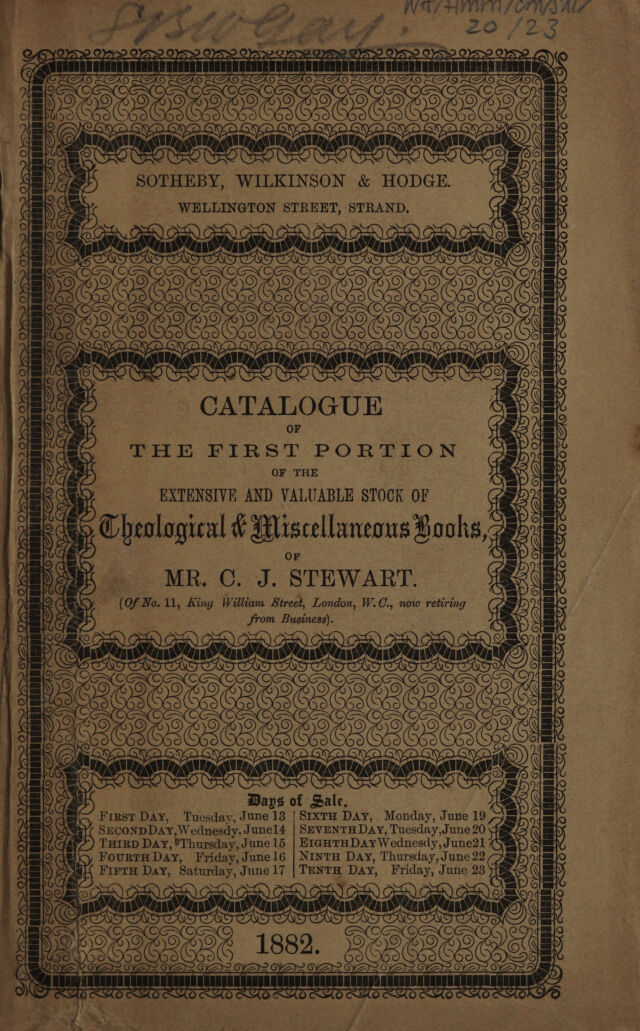 20/23
SOTHEBY, WILKINSON & HODGE.
WELLINGTON STREET, STRAND.
CATALOGUE
OF
THE FIRST PORTION
OF THE
EXTENSIVE AND VALUABLE STOCK OF
Theological & Miscellaneous Books,
OF
MR. C. J. STEWART.
(Of No. 11, King William Street, London, W.C., now retiring
from Business).
Days of Sale.
FIRST DAY, Tuesday, June 13
SECOND DAY, Wednesdy. June 14
THIRD DAY, Thursday, June 15
FOURTH DAY, Friday, June 16
FIFTH DAY, Saturday, June 17
SIXTH DAY, Monday, June 19
SEVENTH DAY, Tuesday, June 20
EIGHTH DAY Wednesdy, June 21
NINTH DAY, Thursday, June 22
TENTH DAY, Friday, June 23
1882.